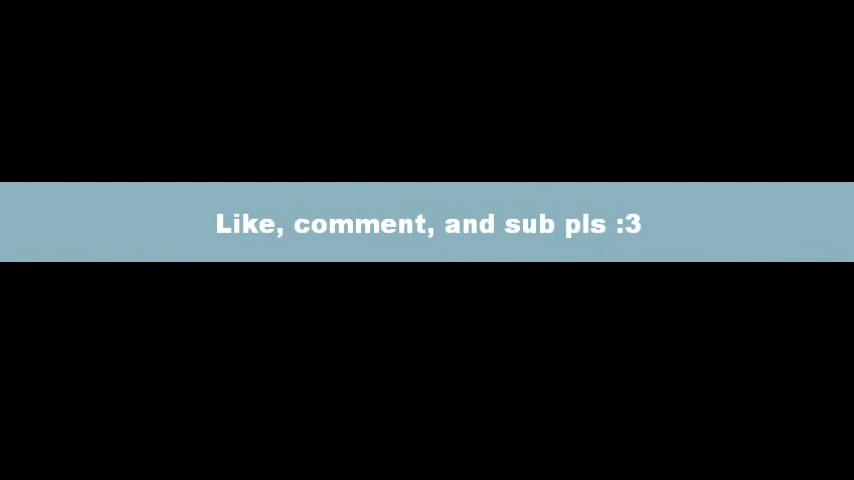 Like, comment, and sub pls :3